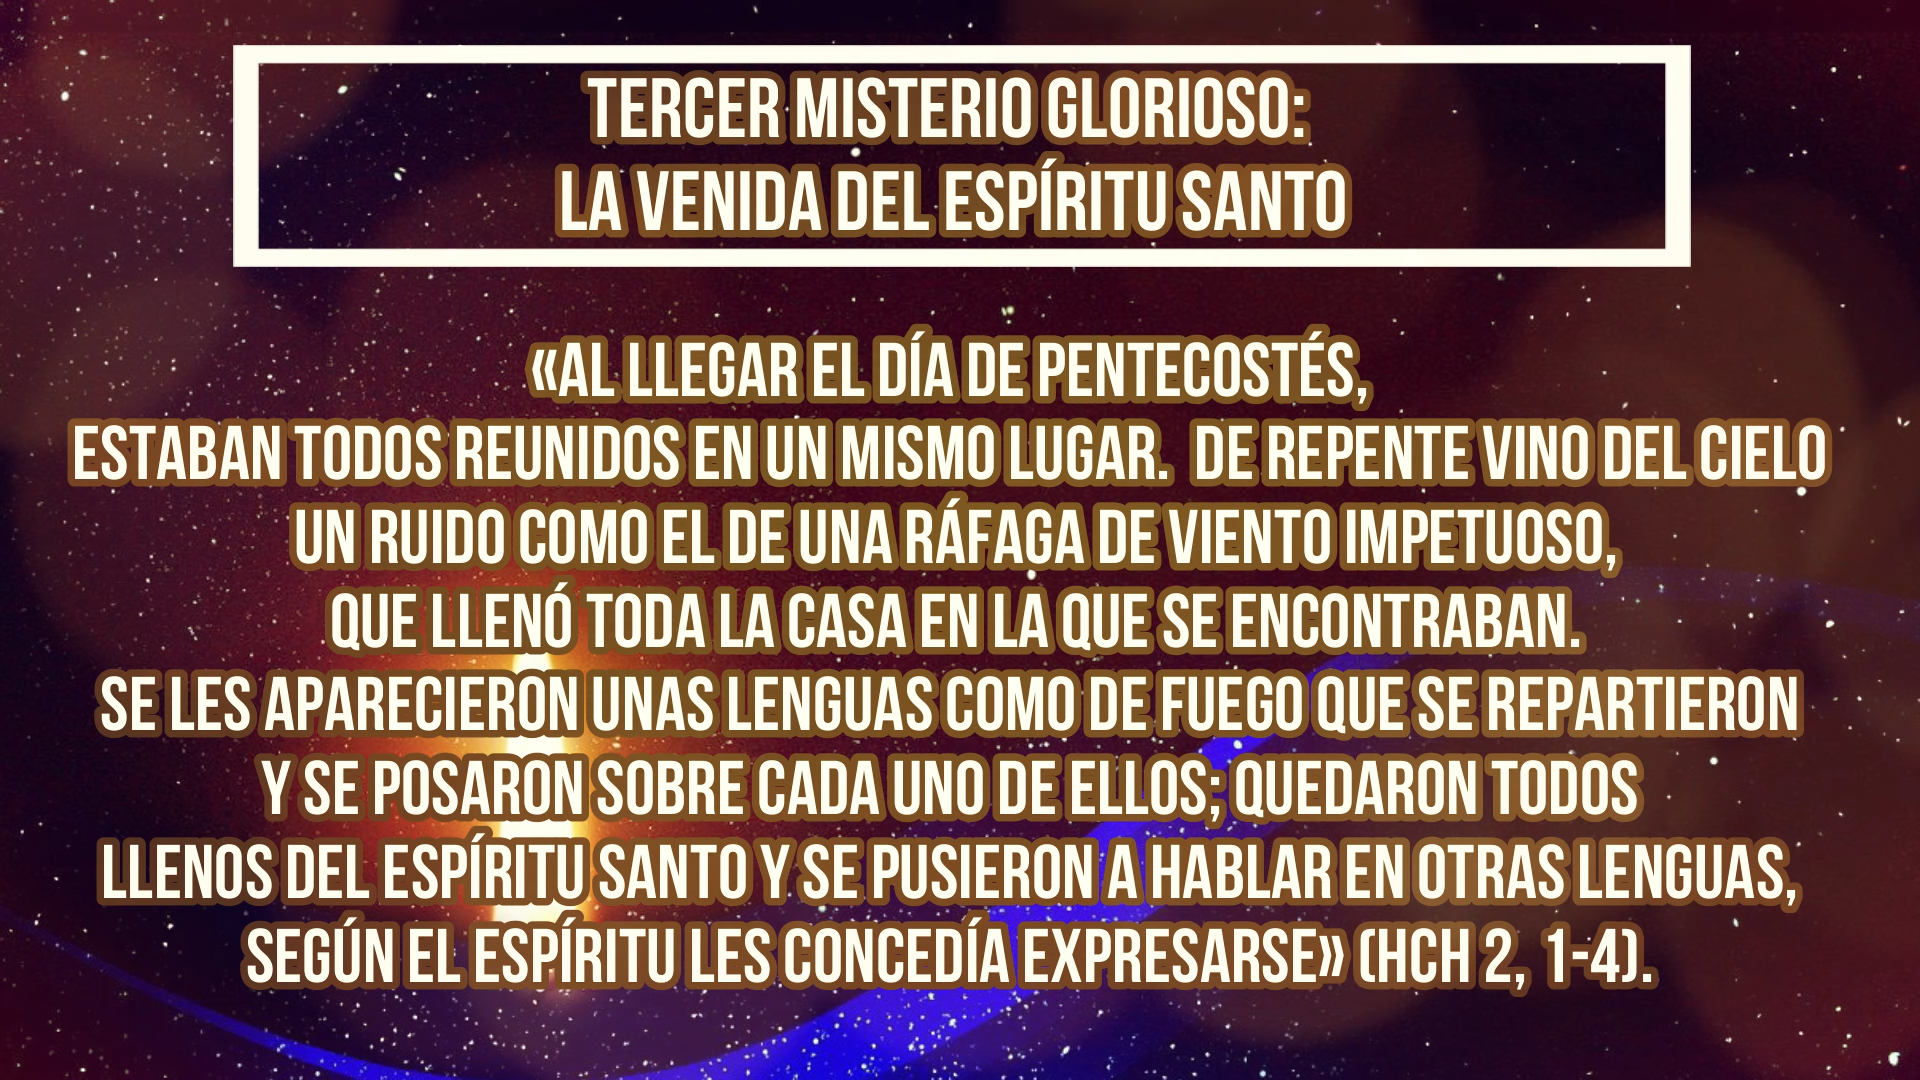 TERCER MISTERIO GLORIOSO:
LA VENIDA DEL ESPÍRITU SANTO
«AL LLEGAR EL DÍA DE PENTECOSTÉS,
ESTABAN TODOS REUNIDOS EN UN MISMO LUGAR. DE REPENTE VINO DEL CIELO
UN RUIDO COMO EL DE UNA RÁFAGA DE VIENTO IMPETUOSO,
QUE LLENÓ TODA LA CASA EN LA QUE SE ENCONTRABAN.
SE LES APARECIERON UNAS LENGUAS COMO DE FUEGO QUE SE REPARTIERON
Y SE POSARON SOBRE CADA UNO DE ELLOS; QUEDARON TODOS
LLENOS DEL ESPÍRITU SANTO Y SE PUSIERON A HABLAR EN OTRAS LENGUAS,
SEGÚN EL ESPÍRITU LES CONCEDÍA EXPRESARSE» (HCH 2, 1-4).